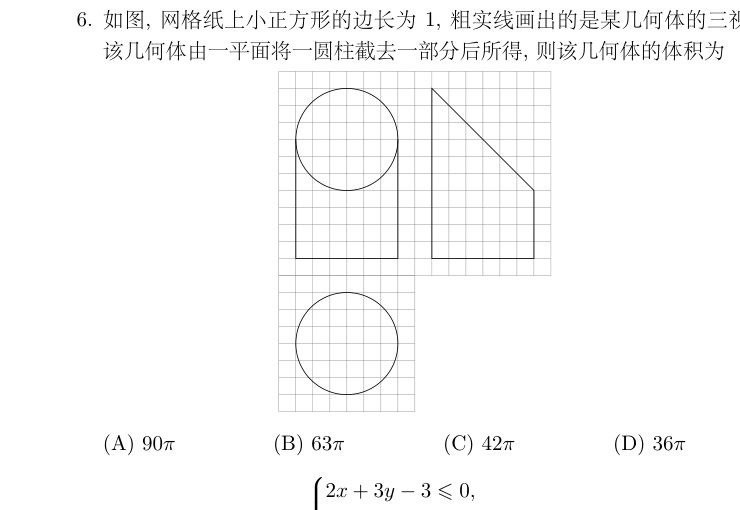 6. 如图, 网格纸上小正方形的边长为 1, 粗实线画出的是某几何体的三
该几何体由一平面将一圆柱截去一部分后所得, 则该几何体的体积为
(A) 90π (B) 63π (C) 42π (D) 36π
{ 2x + 3y − 3 ⩽ 0,